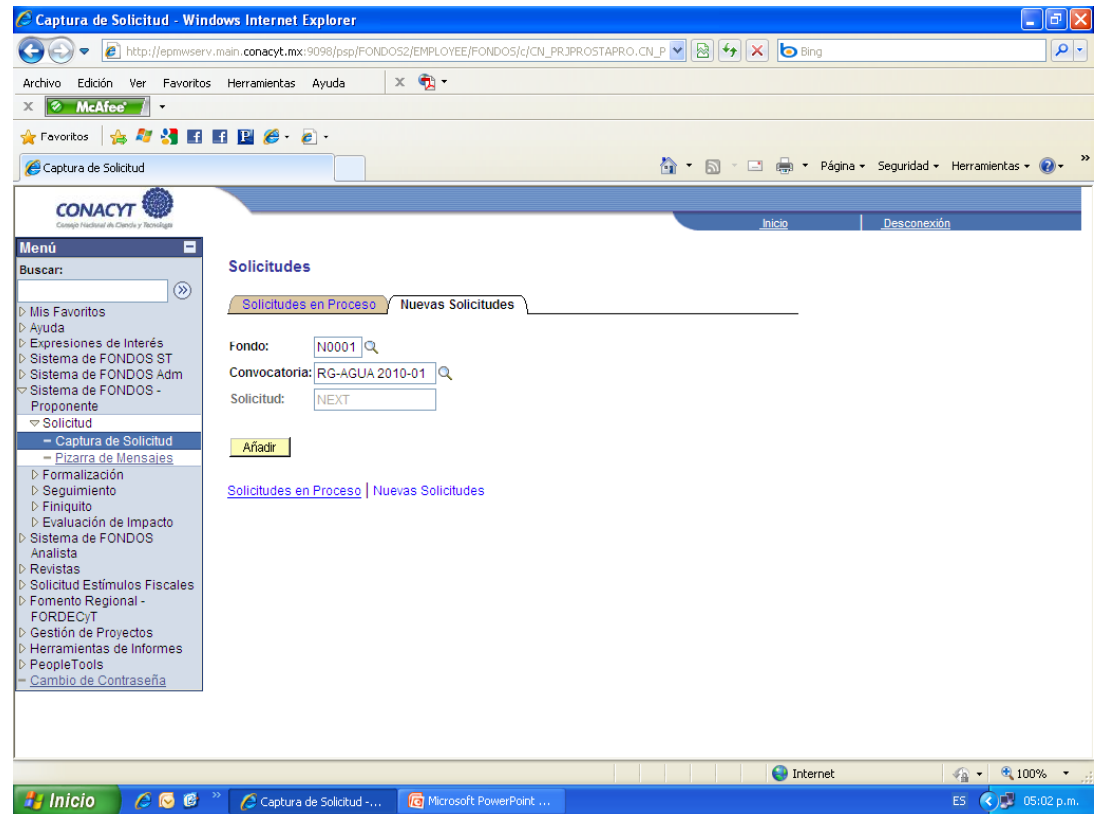 Captura de Solicitud - Windows Internet Explorer
http://epmwserv.main.conacyt.mx:9098/psp/FONDOS2/EMPLOYEE/FONDOS/c/CN_PRJPROSTAPRO.CN_P
Bing
Archivo Edición Ver Favoritos Herramientas Ayuda
x
X McAfee
Favoritos
Captura de Solicitud
Página Seguridad Herramientas »
CONACYT
Consejo Nacional de Ciencia y Tecnología
Inicio Desconexión
Menú
Buscar:
Mis Favoritos
Ayuda
Expresiones de Interés
Sistema de FONDOS ST
Sistema de FONDOS Adm
Sistema de FONDOS -
Proponente
Solicitud
– Captura de Solicitud
– Pizarra de Mensajes
Formalización
Seguimiento
Finiquito
Evaluación de Impacto
Sistema de FONDOS
Analista
Revistas
Solicitud Estímulos Fiscales
Fomento Regional -
FORDECyT
Gestión de Proyectos
Herramientas de Informes
PeopleTools
– Cambio de Contraseña
Solicitudes
Solicitudes en Proceso Nuevas Solicitudes
Fondo: N0001
Convocatoria: RG-AGUA 2010-01
Solicitud: NEXT
Añadir
Solicitudes en Proceso | Nuevas Solicitudes
Internet 100%
Inicio » Captura de Solicitud -... Microsoft PowerPoint ... ES 05:02 p.m.